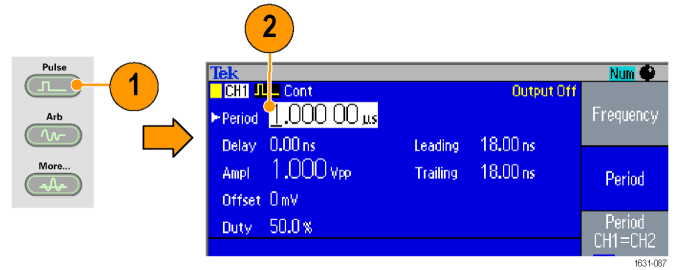 2
Pulse
1
Arb
More...
Tek
Num
CH1 Cont
Output Off
Period 1.000 00 µs
Delay 0.00 ns
Leading 18.00 ns
Ampl 1.000 Vpp
Trailing 18.00 ns
Offset 0 mV
Duty 50.0 %
Frequency
Period
Period
CH1=CH2
1631-087